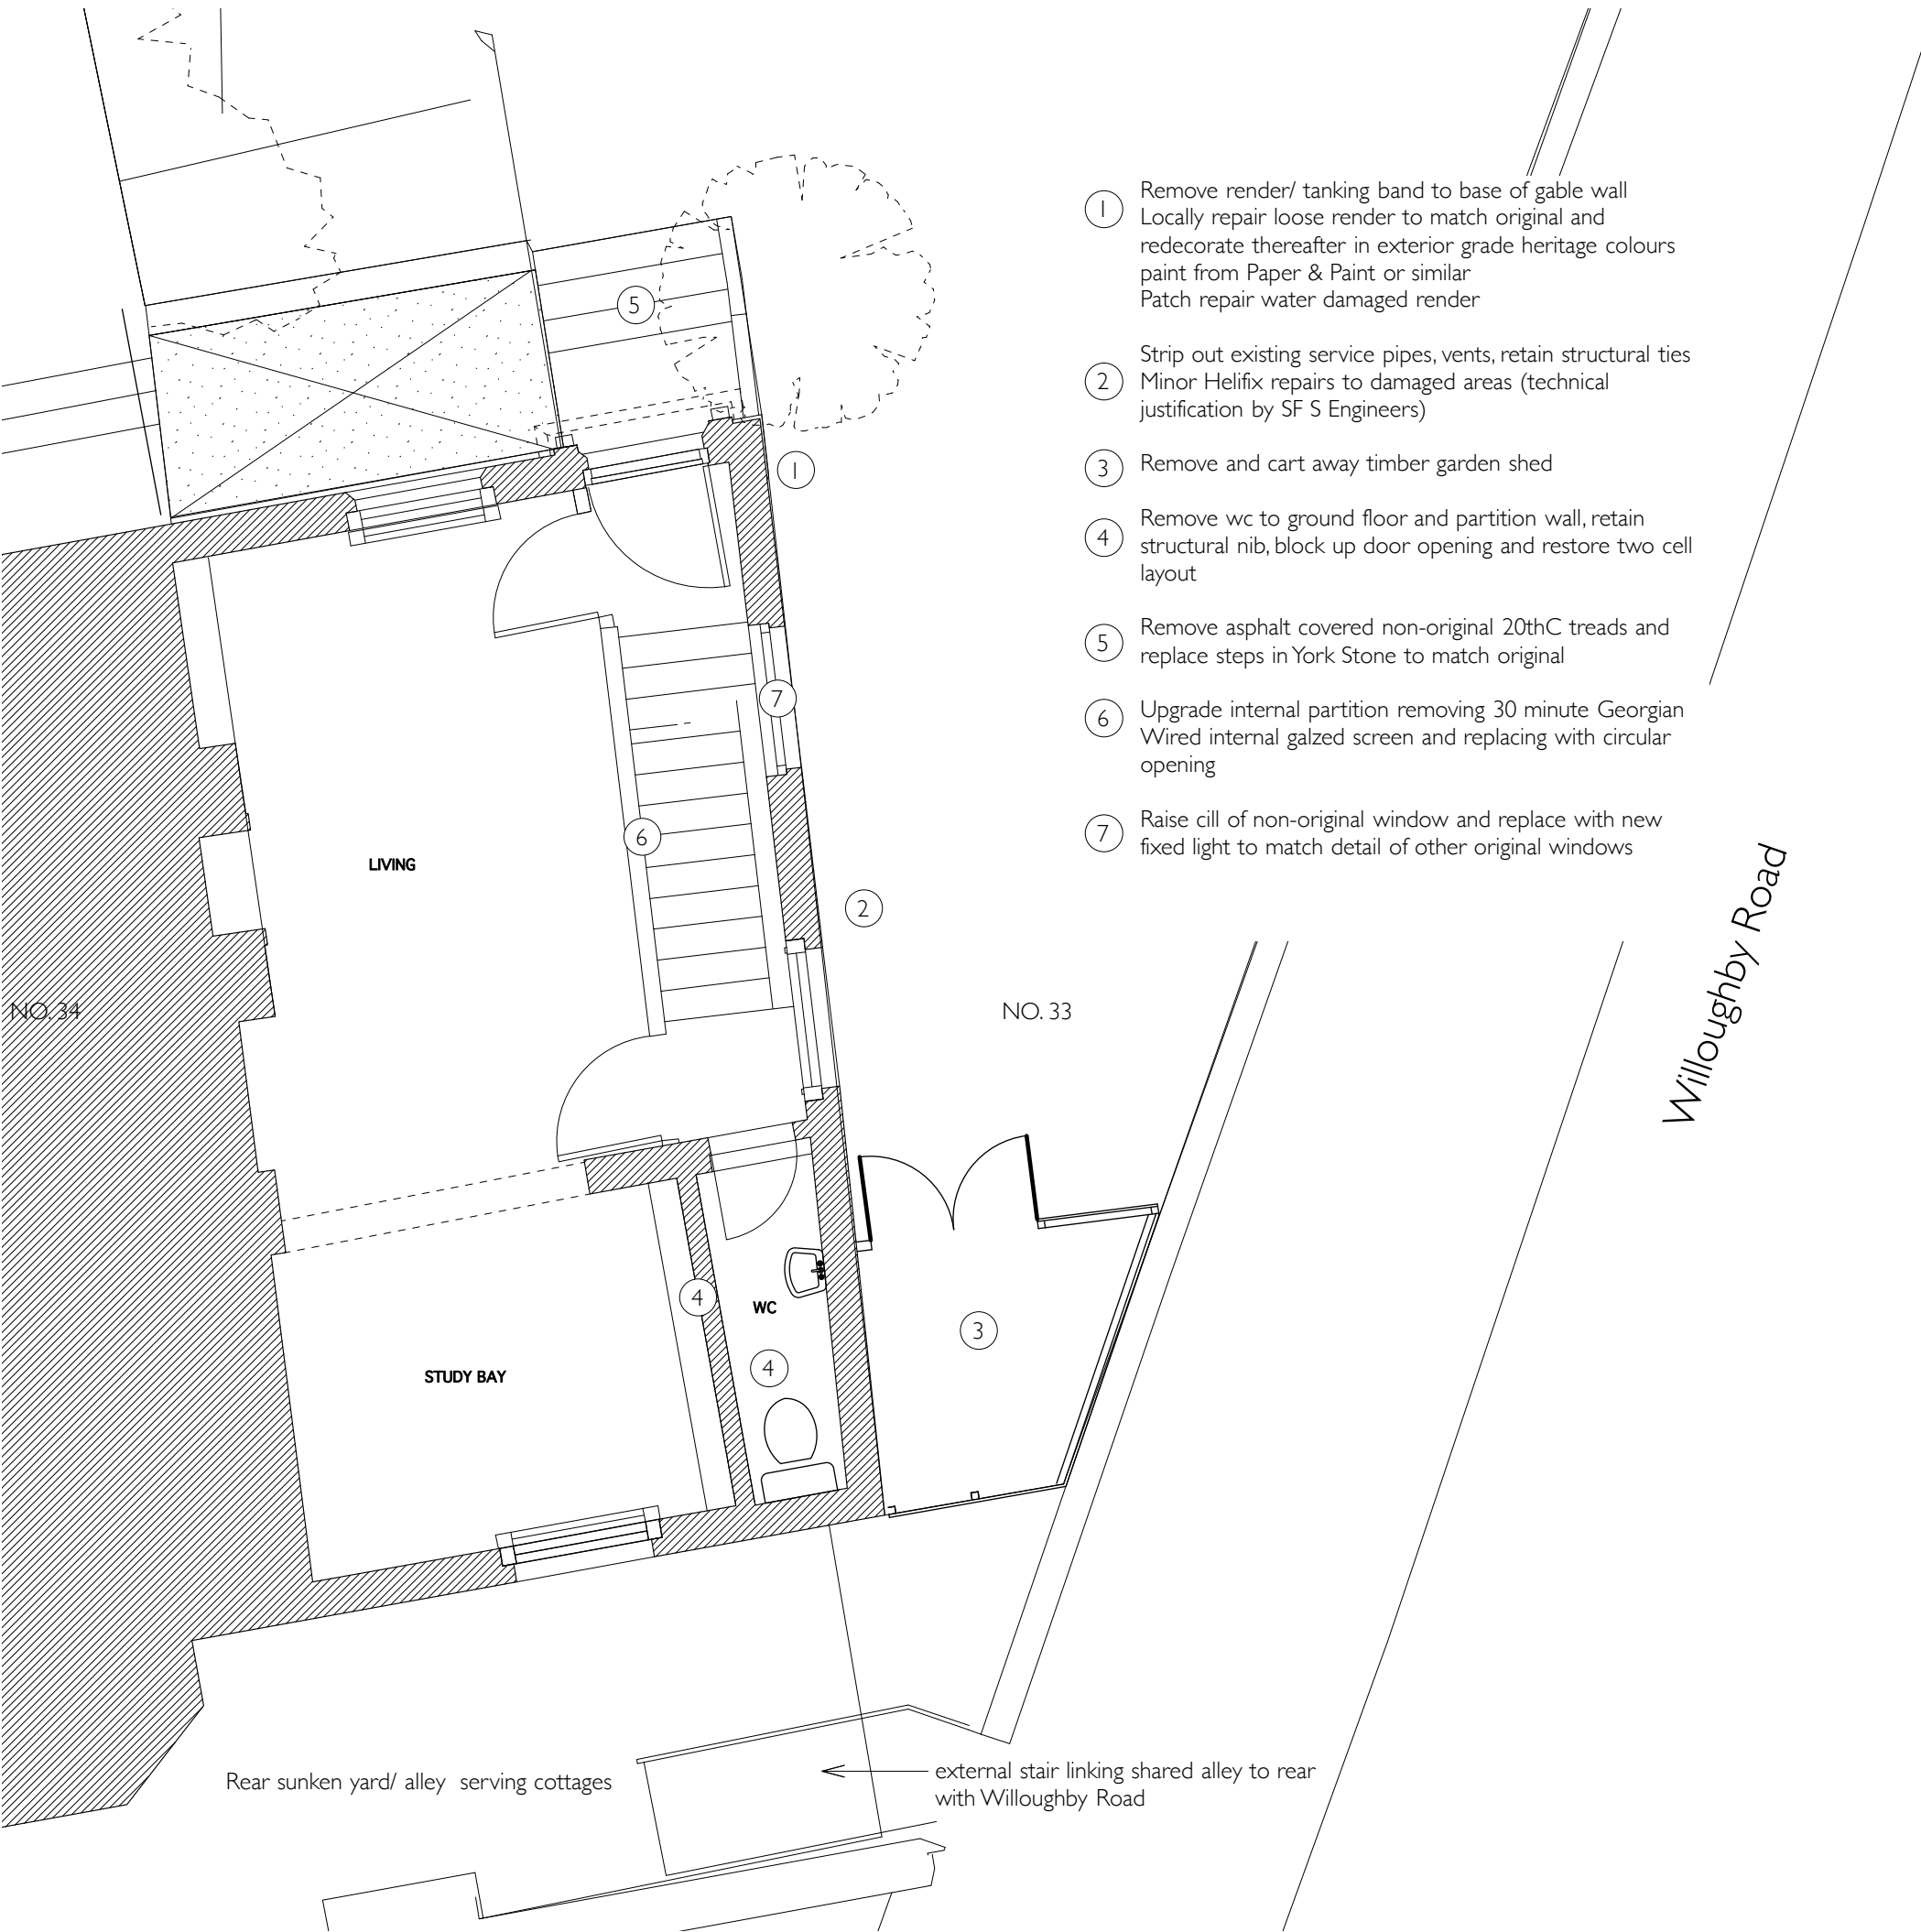 1
Remove render/ tanking band to base of gable wall
Locally repair loose render to match original and
redecorate thereafter in exterior grade heritage colours
paint from Paper & Paint or similar
Patch repair water damaged render
2
Strip out existing service pipes, vents, retain structural ties
Minor Helifix repairs to damaged areas (technical
justification by SF S Engineers)
3
Remove and cart away timber garden shed
4
Remove wc to ground floor and partition wall, retain
structural nib, block up door opening and restore two cell
layout
5
Remove asphalt covered non-original 20thC treads and
replace steps in York Stone to match original
6
Upgrade internal partition removing 30 minute Georgian
Wired internal galzed screen and replacing with circular
opening
7
Raise cill of non-original window and replace with new
fixed light to match detail of other original windows
5
1
7
6
LIVING
2
NO. 34
NO. 33
Willoughby Road
4
WC
3
4
STUDY BAY
Rear sunken yard/ alley serving cottages
external stair linking shared alley to rear
with Willoughby Road